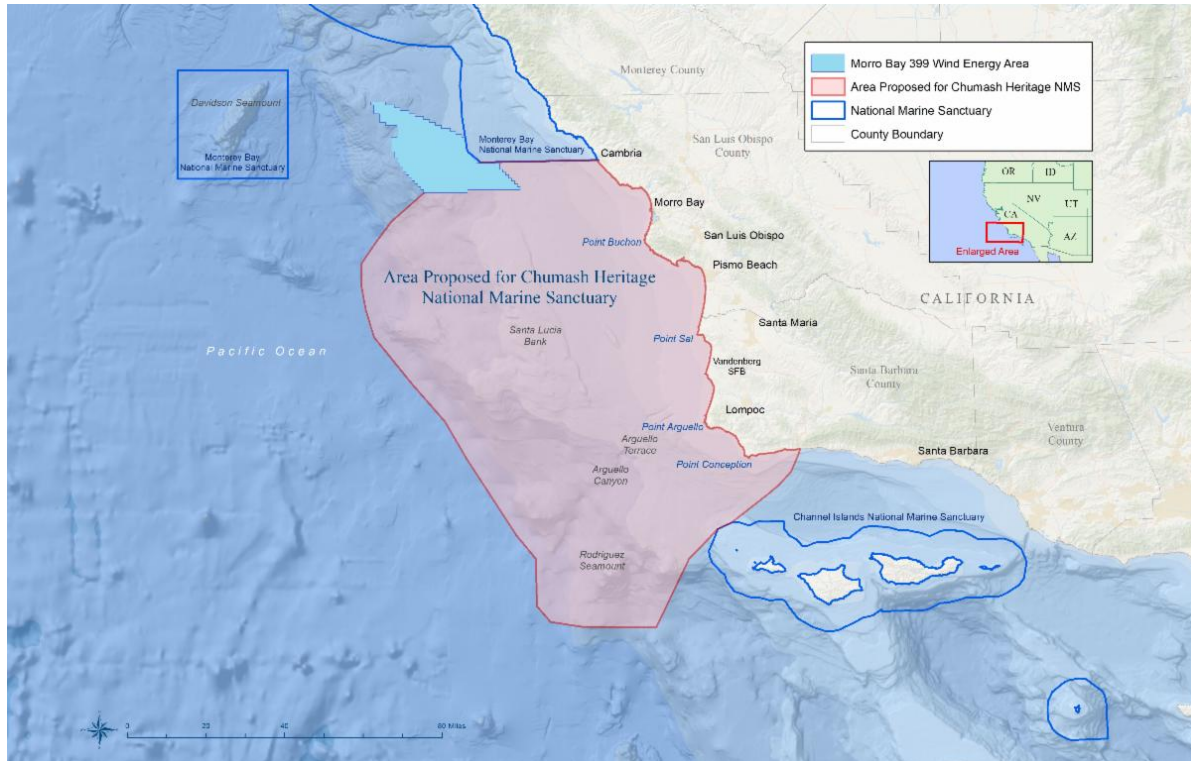 Morro Bay 399 Wind Energy Area
Area Proposed for Chumash Heritage NMS
National Marine Sanctuary
County Boundary
OR
ID
NV
UT
CA
AZ
Enlarged Area
Davidson Seamount
Monterey Bay
National Marine Sanctuary
Monterey County
Monterey Bay
National Marine Sanctuary
Cambria
San Luis Obispo
County
Morro Bay
San Luis Obispo
Point Buchon
Pismo Beach
Area Proposed for Chumash Heritage
National Marine Sanctuary
CALIFORNIA
Santa Lucia
Bank
Santa Maria
Point Sal
Pacific Ocean
Vandenberg
SFB
Santa Barbara
County
Lompoc
Point Arguello
Arguello
Terrace
Ventura
County
Santa Barbara
Point Conception
Arguello
Canyon
Channel Islands National Marine Sanctuary
Rodriguez
Seamount
0
20
40
80 Miles